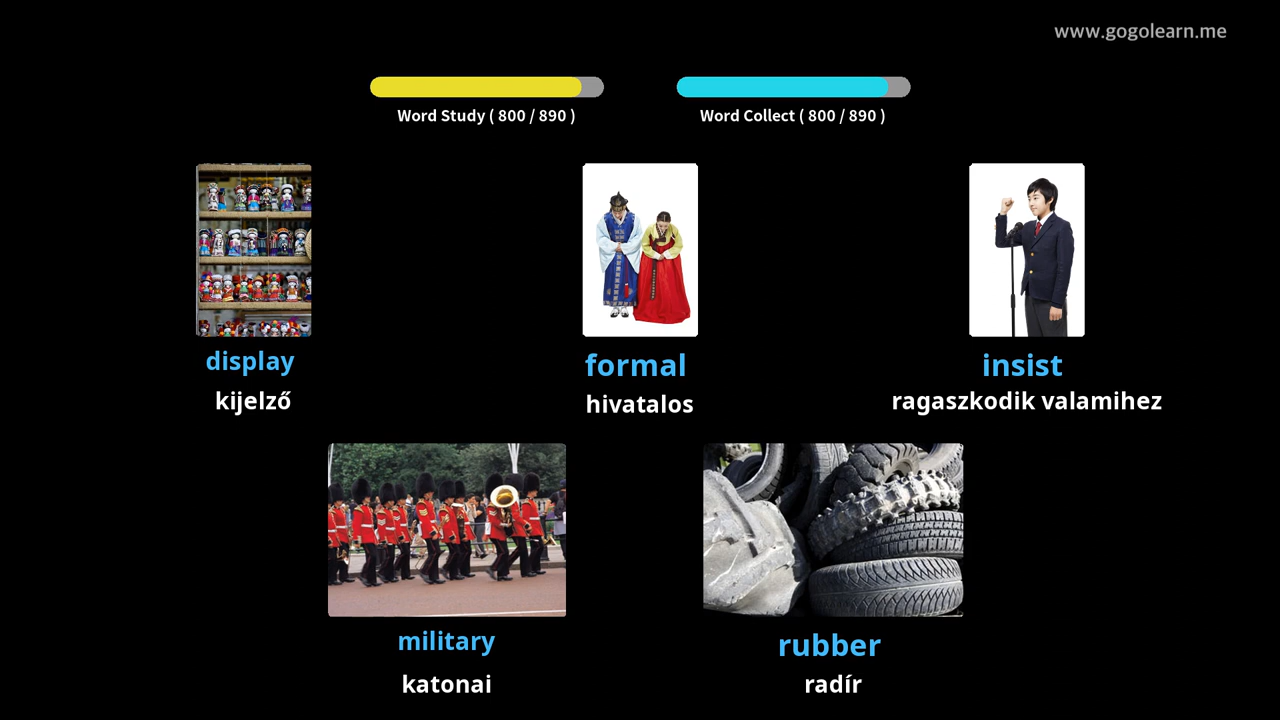 www.gogolearn.me
Word Study ( 800 / 890 )
Word Collect ( 800 / 890 )
display
formal
insist
kijelző
hivatalos
ragaszkodik valamihez
military
rubber
katonai
radír